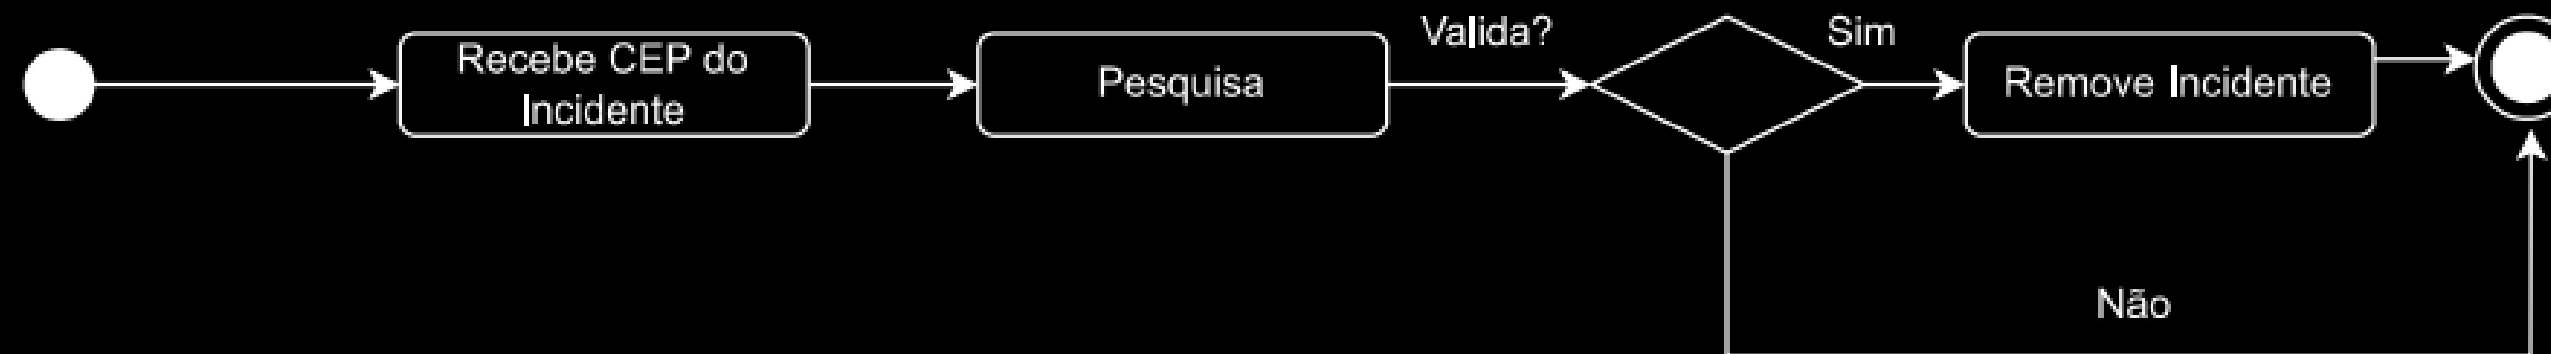 Recebe CEP do
Incidente
Pesquisa
Valida?
Sim
Remove Incidente
Não